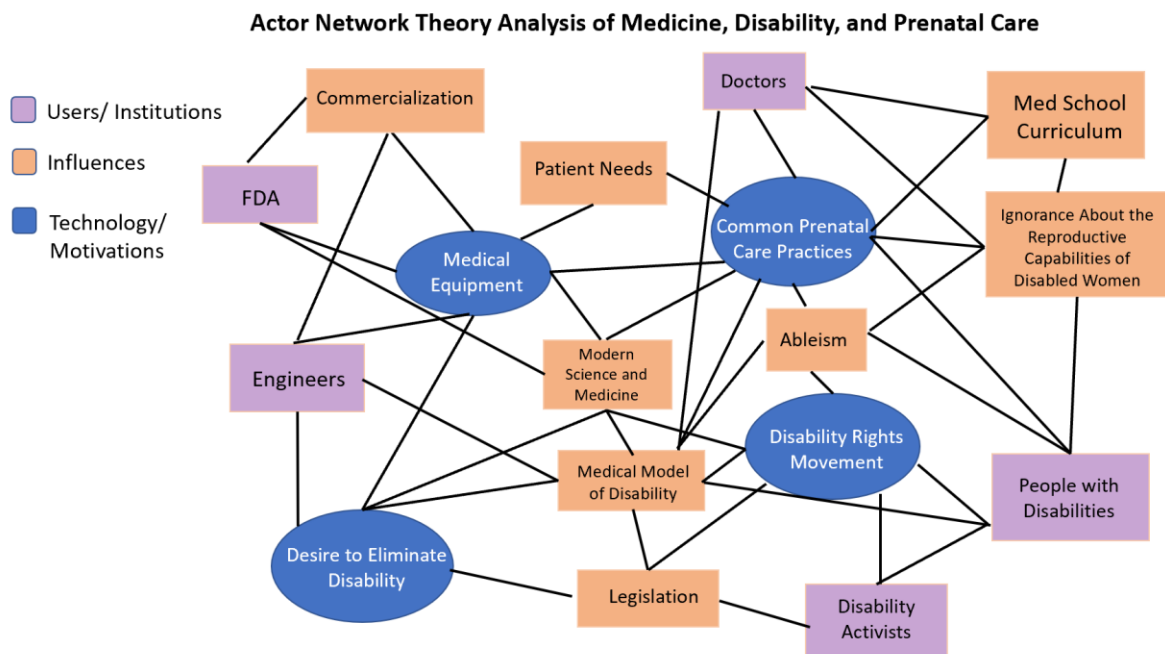 Actor Network Theory Analysis of Medicine, Disability, and Prenatal Care
Users/ Institutions
Influences
Technology/
Motivations
Commercialization
Doctors
Med School
Curriculum
FDA
Patient Needs
Common Prenatal
Care Practices
Ignorance About the
Reproductive
Capabilities of
Disabled Women
Medical
Equipment
Engineers
Modern
Science and
Medicine
Ableism
Disability Rights
Movement
Medical Model
of Disability
People with
Disabilities
Desire to Eliminate
Disability
Legislation
Disability
Activists